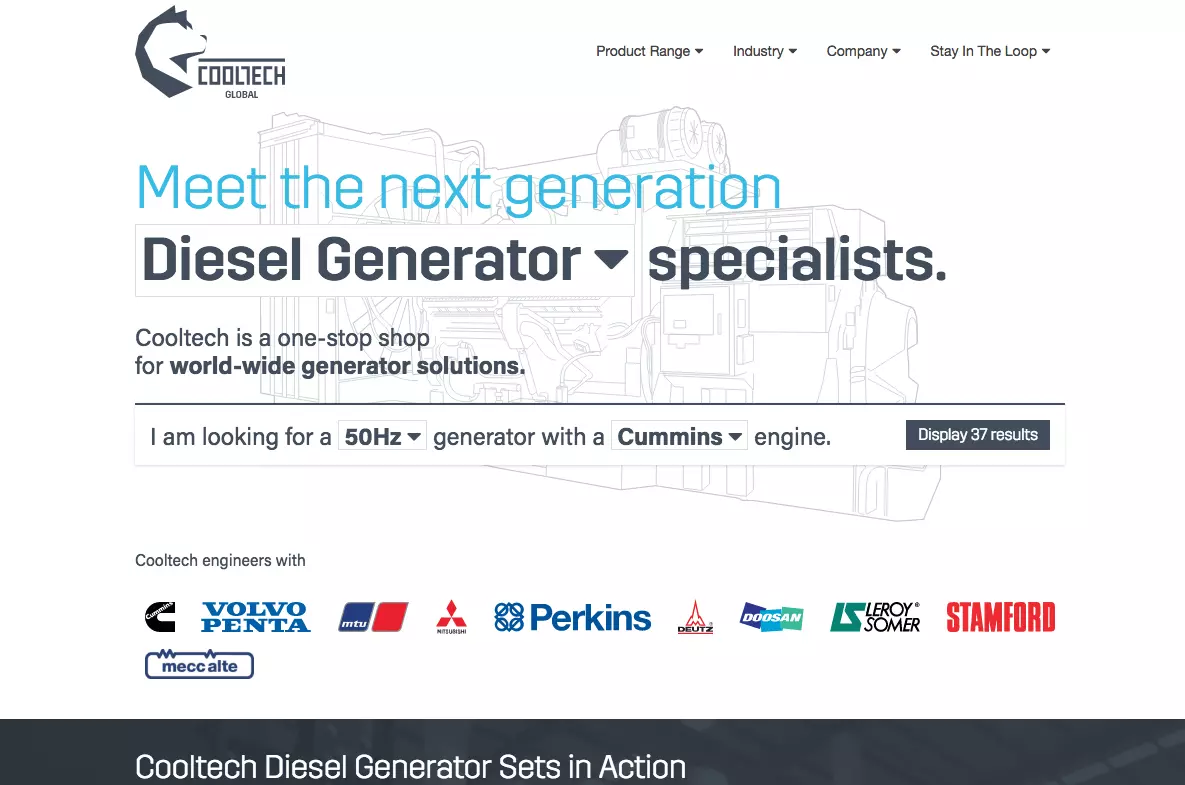 COOLTECH
GLOBAL
Product Range Industry Company Stay In The Loop
Meet the next generation
Diesel Generator specialists.
Cooltech is a one-stop shop
for world-wide generator solutions.
I am looking for a 50Hz generator with a Cummins engine. Display 37 results
Cooltech engineers with
Cummins
VOLVO
PENTA
mtu
MITSUBISHI
Perkins
DEUTZ
DOOSAN
LEROY®
SOMER
STAMFORD
mecc alte
Cooltech Diesel Generator Sets in Action